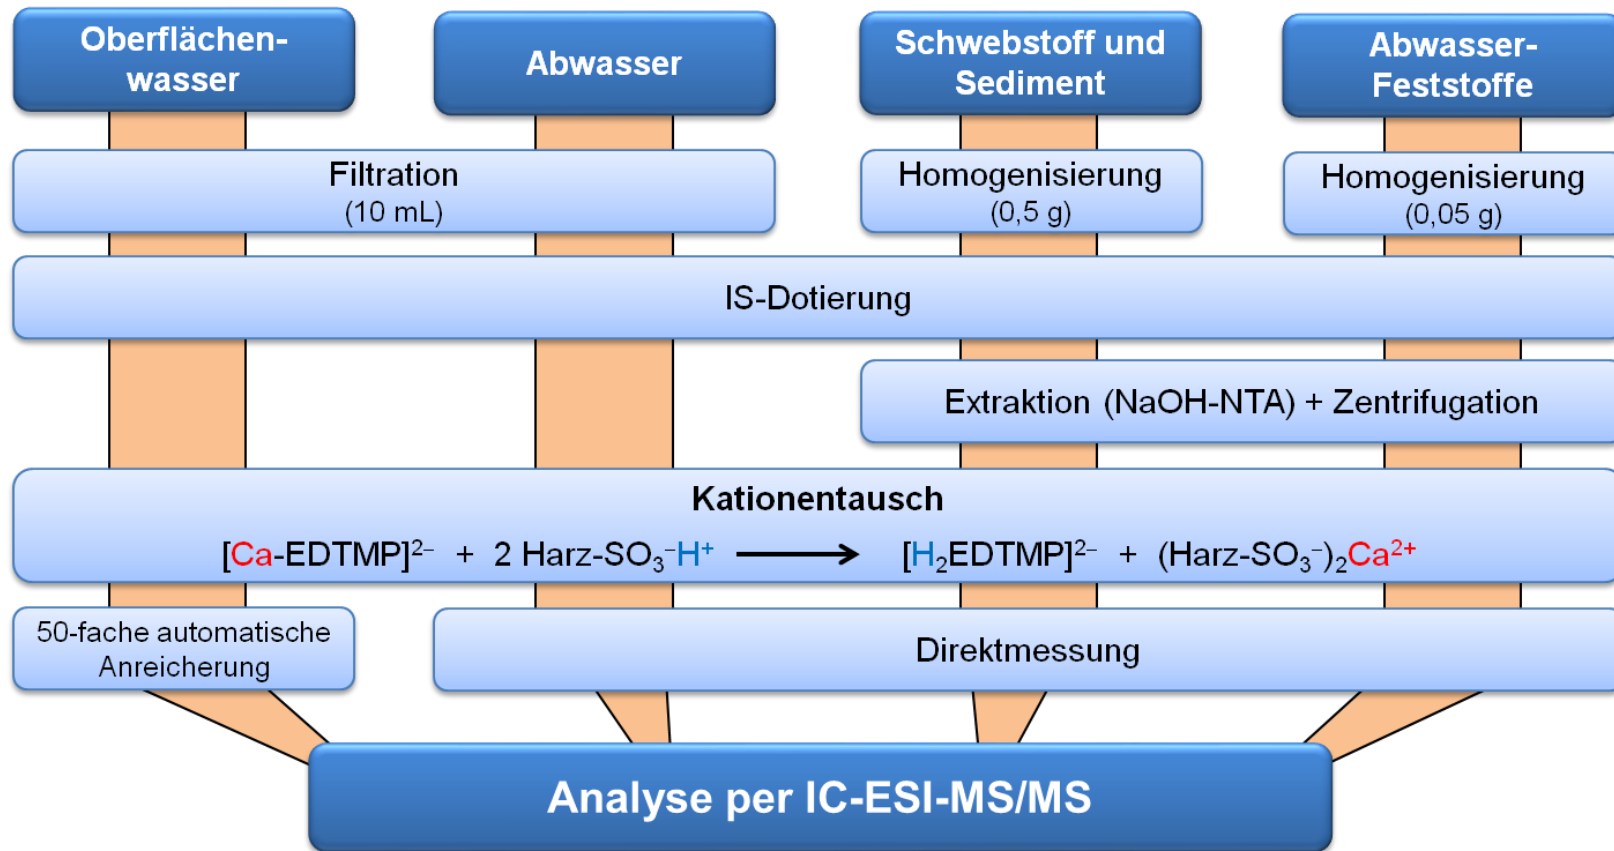 Oberflächen-
wasser
Abwasser
Schwebstoff und
Sediment
Abwasser-
Feststoffe
Filtration
(10 mL)
Homogenisierung
(0,5 g)
Homogenisierung
(0,05 g)
IS-Dotierung
Extraktion (NaOH-NTA) + Zentrifugation
Kationentausch
[Ca-EDTMP]²⁻ + 2 Harz-SO₃⁻H⁺ ⟶ [H₂EDTMP]²⁻ + (Harz-SO₃⁻)₂Ca²⁺
50-fache automatische
Anreicherung
Direktmessung
Analyse per IC-ESI-MS/MS